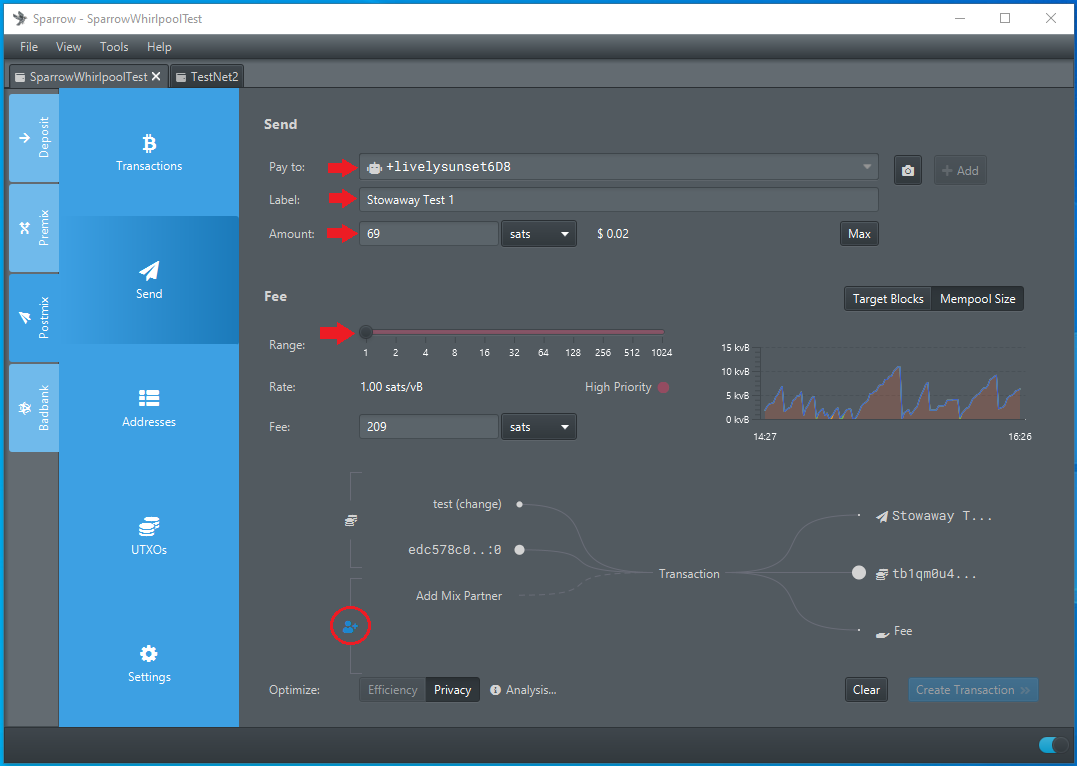 Sparrow - SparrowWhirlpoolTest
File View Tools Help
SparrowWhirlpoolTest TestNet2
Deposit
Premix
Postmix
Badbank
Transactions
Send
Addresses
UTXOs
Settings
Send
Pay to: +livelysunset6D8 + Add
Label: Stowaway Test 1
Amount: 69 sats $ 0.02 Max
Fee
Target Blocks Mempool Size
Range:
1 2 4 8 16 32 64 128 256 512 1024
Rate: 1.00 sats/vB High Priority
Fee: 209 sats
15 kvB
10 kvB
5 kvB
0 kvB
14:27 16:26
test (change)
edc578c0..:0
Add Mix Partner
Transaction
Stowaway T...
tb1qm0u4...
Fee
Optimize: Efficiency Privacy Analysis... Clear Create Transaction »